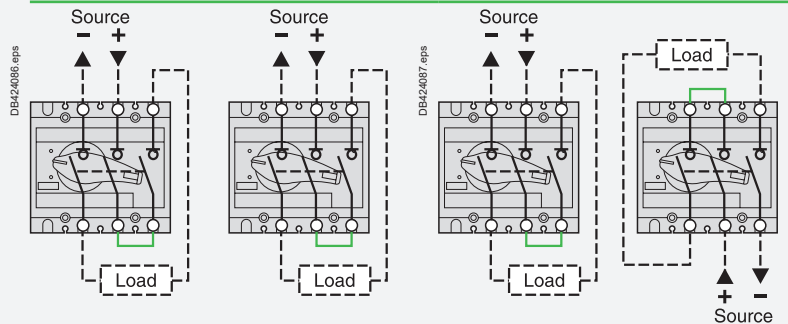 Source
− +
Source
− +
Source
− +
DB424086.eps
DB424087.eps
Load
Load
Load
Load
+ −
Source